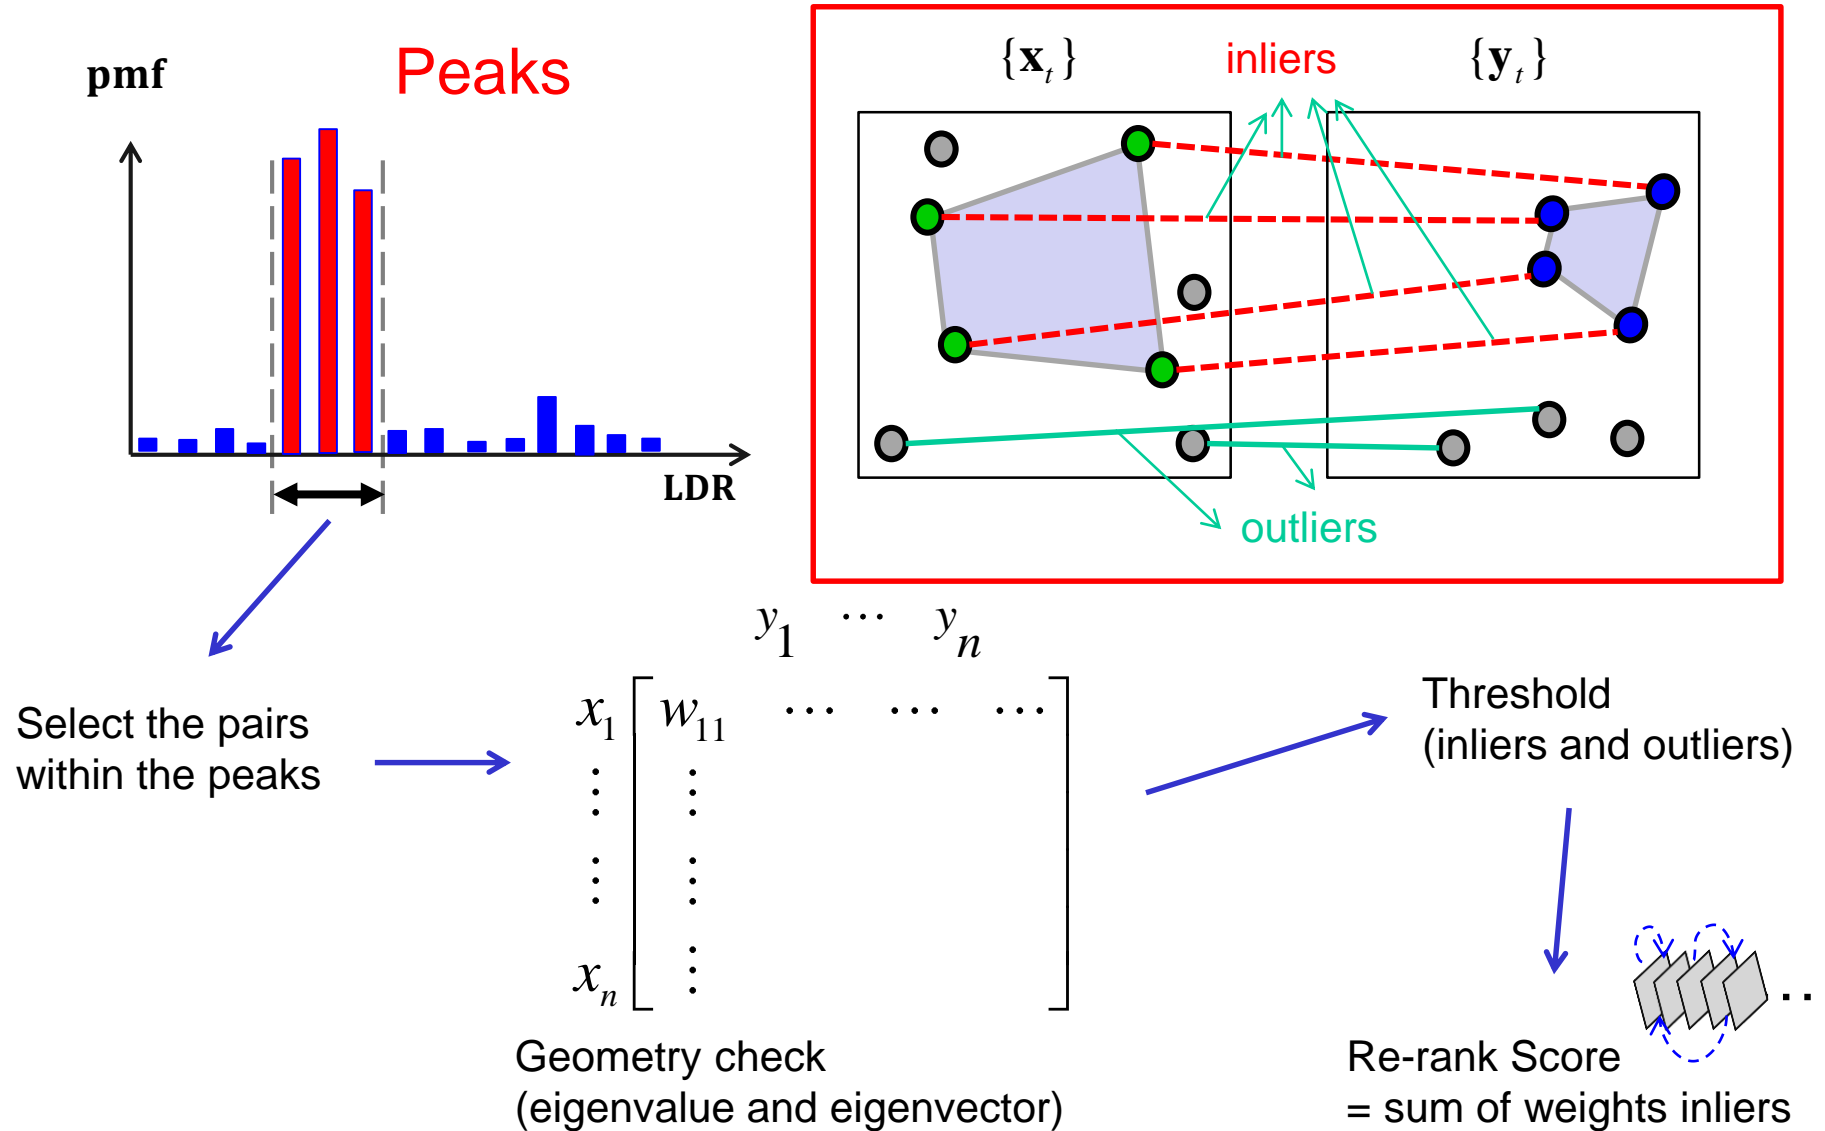 pmf
Peaks
LDR
{x_t}
inliers
{y_t}
outliers
y_1 ⋯ y_n
x_1 w_11 ⋯ ⋯ ⋯
⋮ ⋮
⋮ ⋮
x_n ⋮
Select the pairs
within the peaks
Geometry check
(eigenvalue and eigenvector)
Threshold
(inliers and outliers)
..
Re-rank Score
= sum of weights inliers